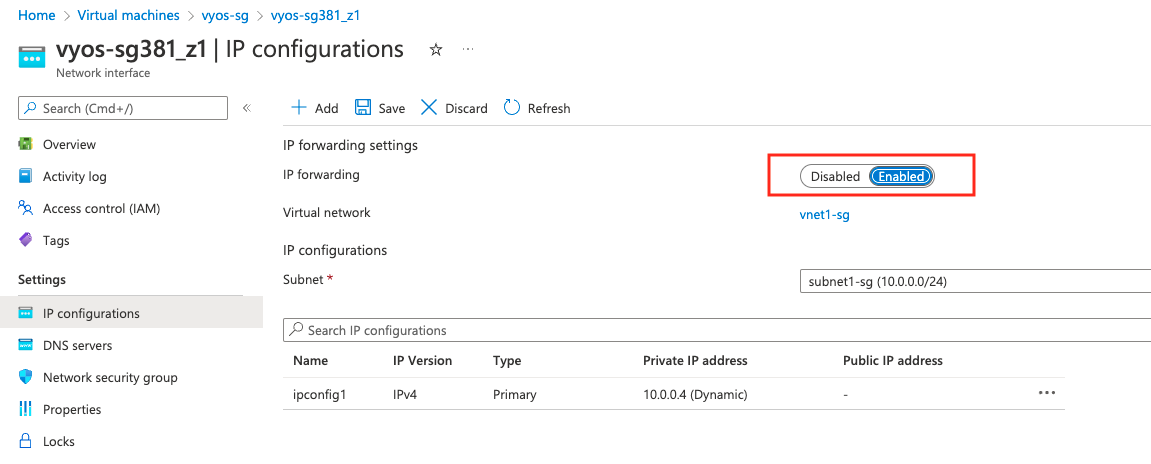 Home > Virtual machines > vyos-sg > vyos-sg381_z1
vyos-sg381_z1 | IP configurations ☆ ...
Network interface
Search (Cmd+/) «
Overview
Activity log
Access control (IAM)
Tags
Settings
IP configurations
DNS servers
Network security group
Properties
Locks
Add Save Discard Refresh
IP forwarding settings
IP forwarding Disabled Enabled
Virtual network vnet1-sg
IP configurations
Subnet * subnet1-sg (10.0.0.0/24)
Search IP configurations
Name IP Version Type Private IP address Public IP address
ipconfig1 IPv4 Primary 10.0.0.4 (Dynamic) - ...